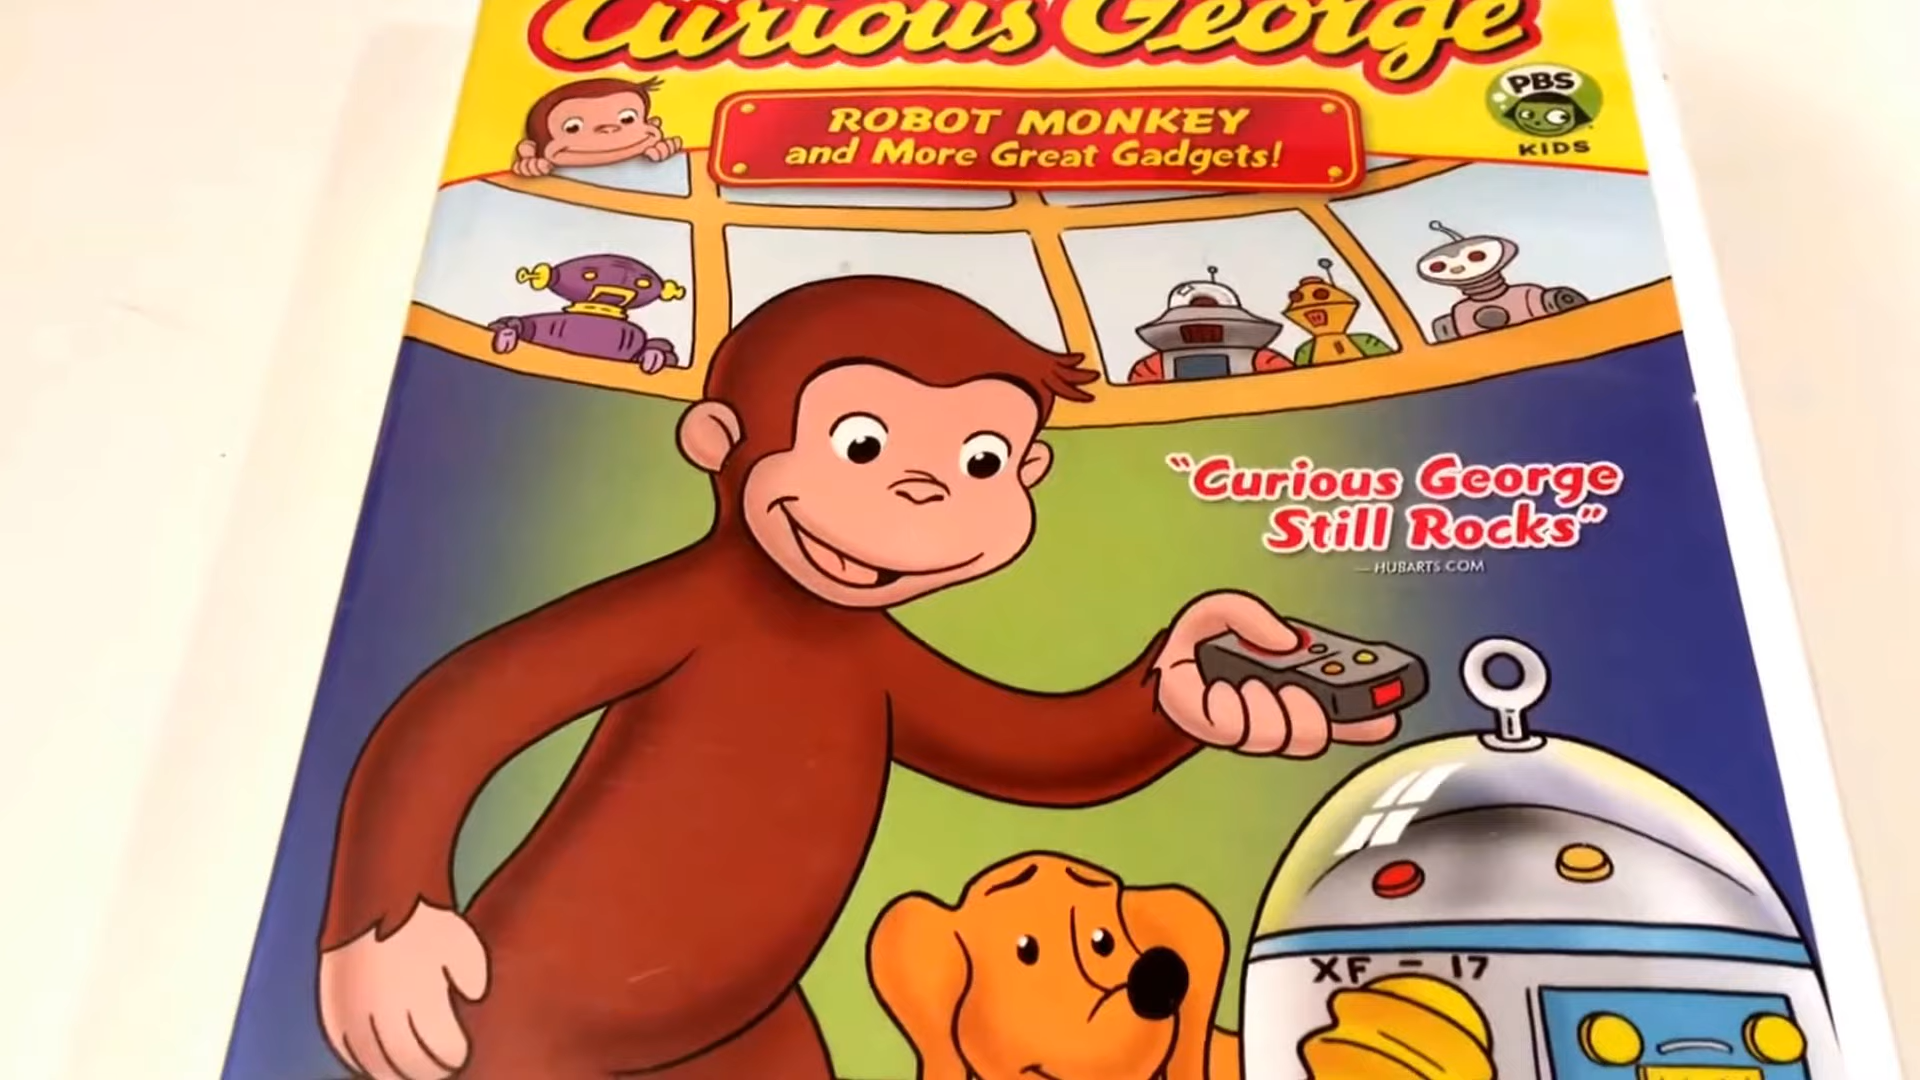 Curious George
PBS
KIDS
ROBOT MONKEY
and More Great Gadgets!
"Curious George
Still Rocks"
—HUBARTS.COM
XF - 17